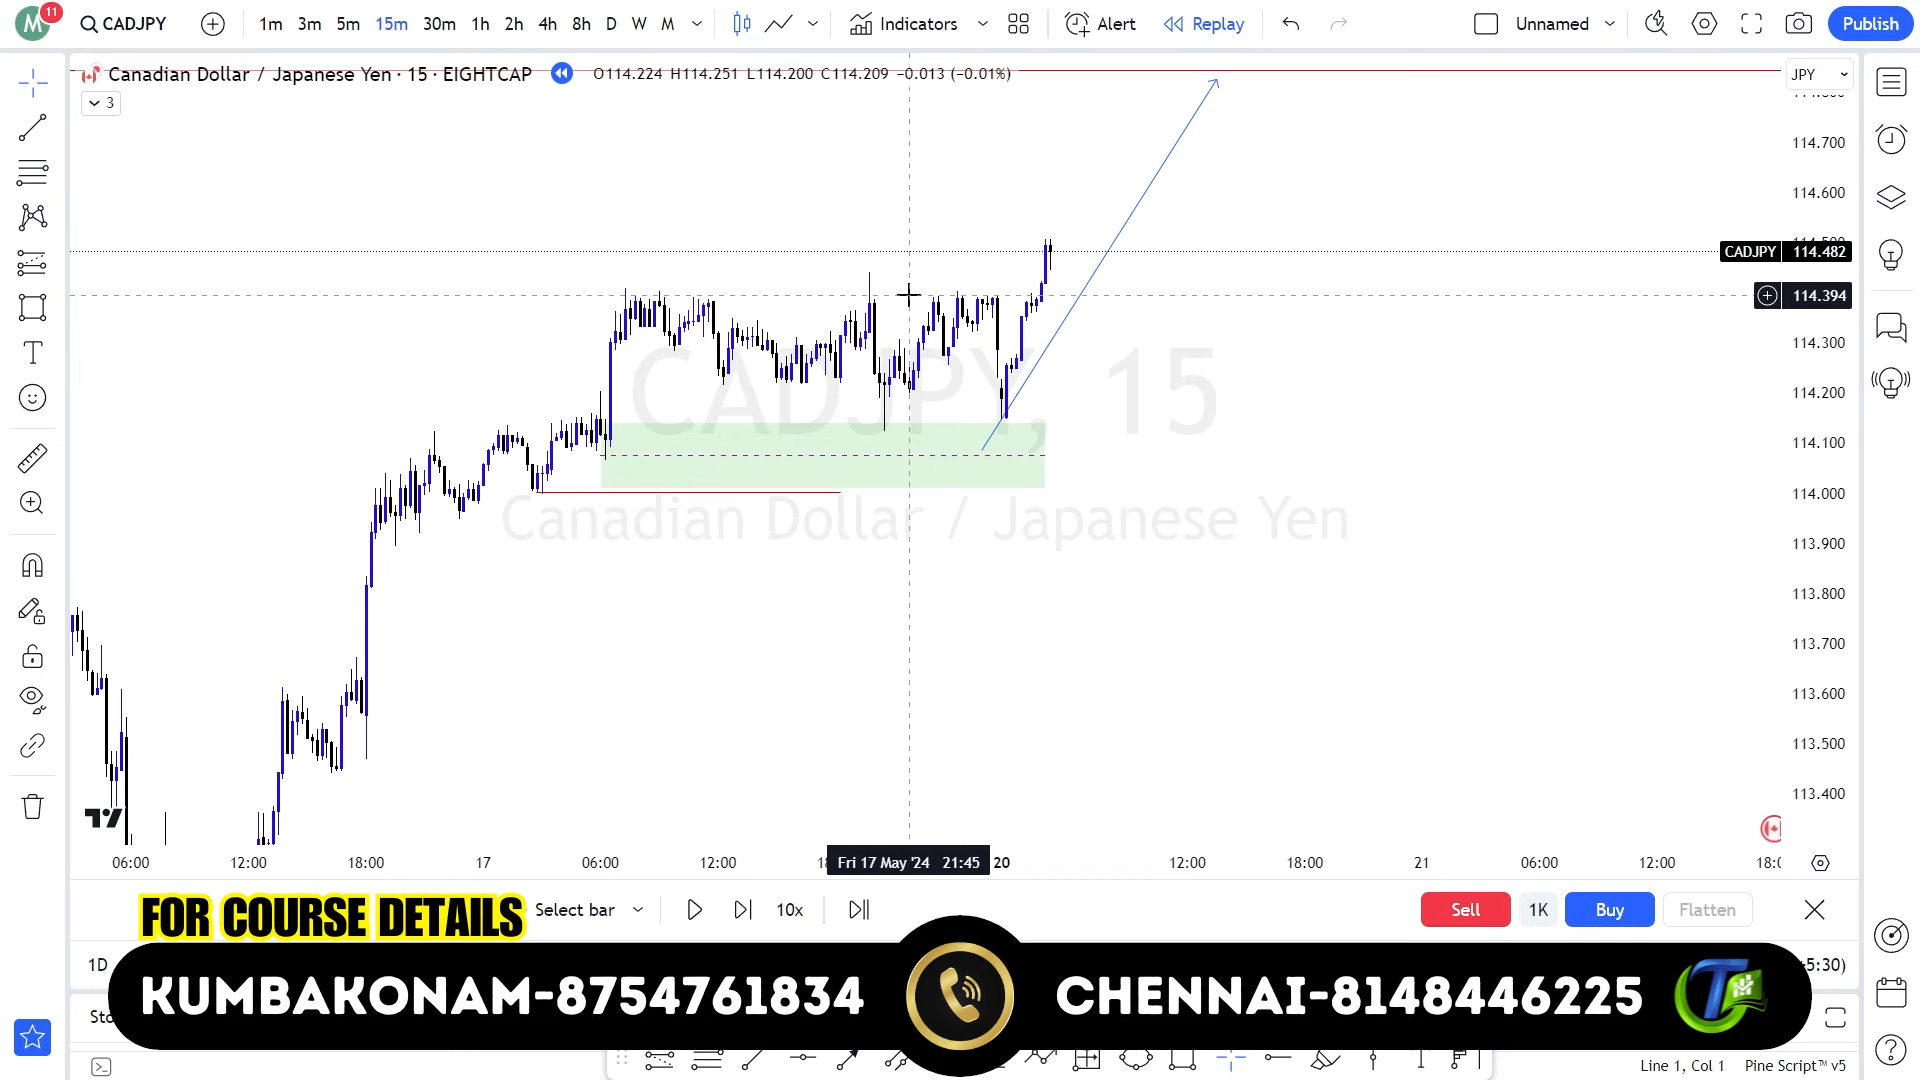 M
11
CADJPY
1m 3m 5m 15m 30m 1h 2h 4h 8h D W M
Indicators
Alert
Replay
Unnamed
Publish
Canadian Dollar / Japanese Yen · 15 · EIGHTCAP
O114.224 H114.251 L114.200 C114.209 −0.013 (−0.01%)
JPY
3
114.700
114.600
CADJPY 114.482
114.394
114.300
114.200
114.100
114.000
113.900
113.800
113.700
113.600
113.500
113.400
CADJPY, 15
Canadian Dollar / Japanese Yen
06:00 12:00 18:00 17 06:00 12:00 Fri 17 May '24 21:45 20 12:00 18:00 21 06:00 12:00
FOR COURSE DETAILS
Select bar
10x
Sell
1K
Buy
Flatten
1D
5:30)
KUMBAKONAM-8754761834
CHENNAI-8148446225
Line 1, Col 1
Pine Script™ v5